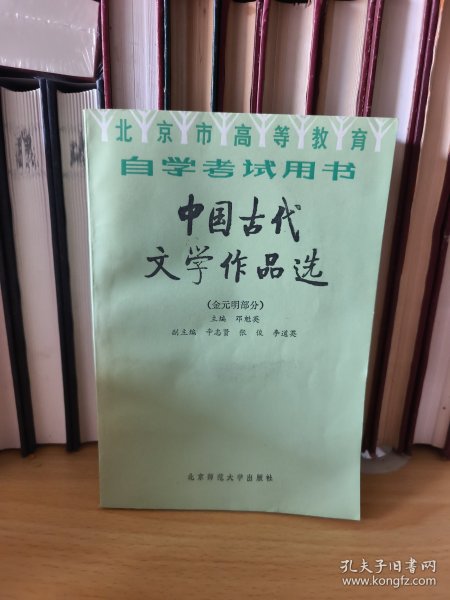 北京市高等教育
自学考试用书
中国古代
文学作品选
(金元明部分)
主编 邓魁英
副主编 辛志贤 张俊 李道英
北京师范大学出版社
孔夫子旧书网
www.kongfz.com